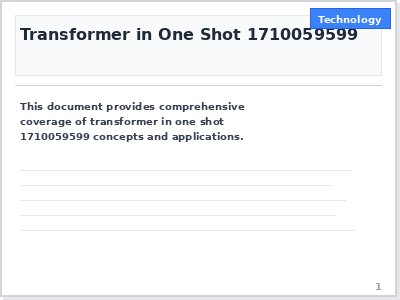 Technology
Transformer in One Shot 1710059599
This document provides comprehensive
coverage of transformer in one shot
1710059599 concepts and applications.
1